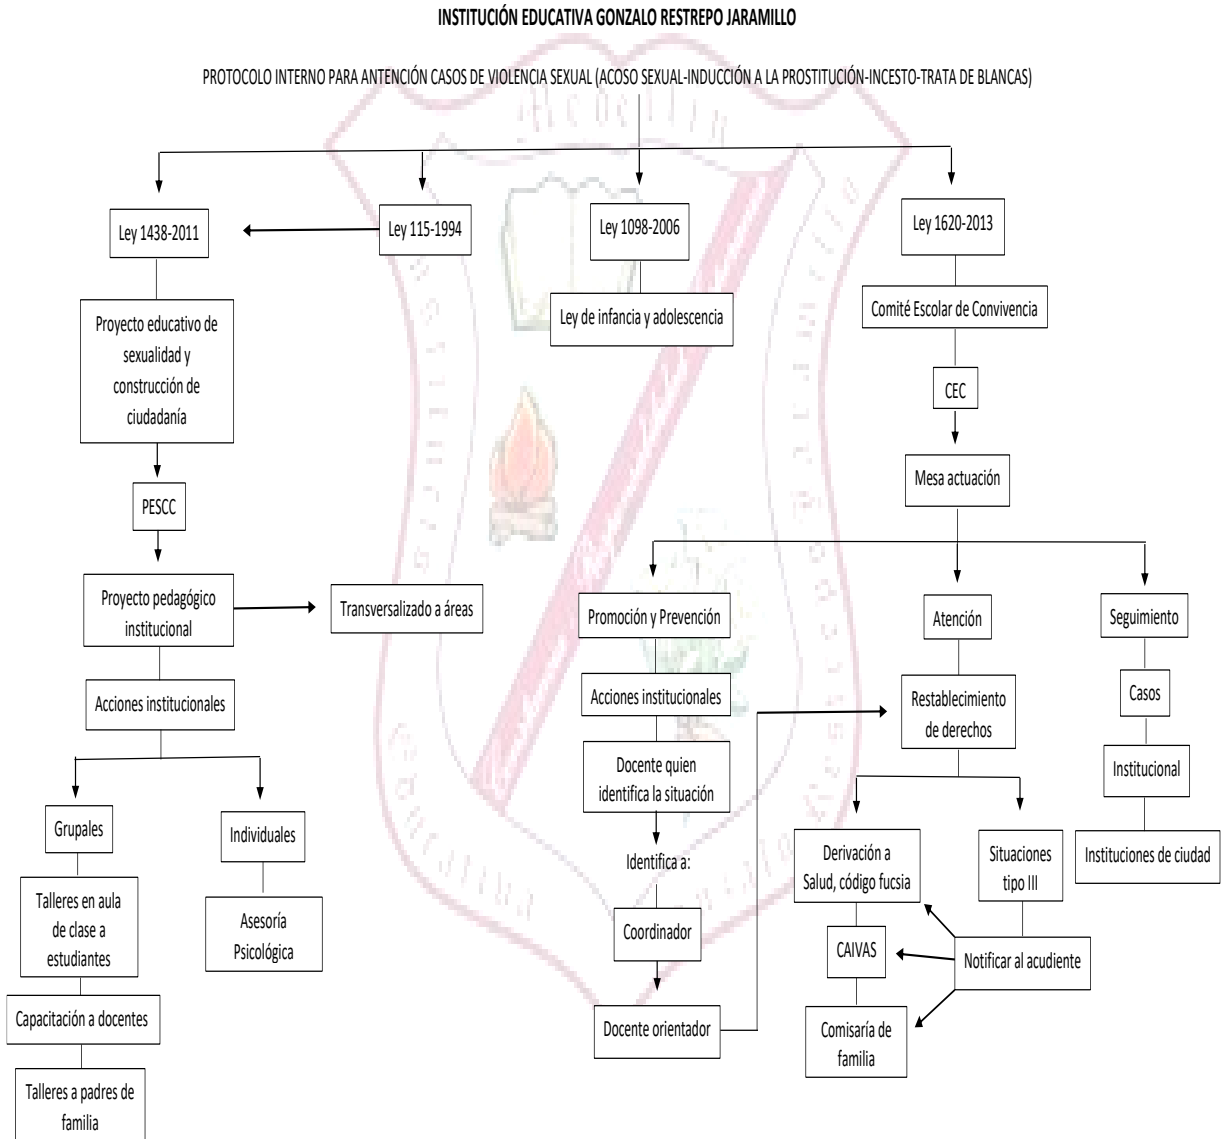 INSTITUCIÓN EDUCATIVA GONZALO RESTREPO JARAMILLO
PROTOCOLO INTERNO PARA ANTENCIÓN CASOS DE VIOLENCIA SEXUAL (ACOSO SEXUAL-INDUCCIÓN A LA PROSTITUCIÓN-INCESTO-TRATA DE BLANCAS)
Medellín
Ley 1438-2011
Ley 115-1994
Ley 1098-2006
Ley 1620-2013
Proyecto educativo de
sexualidad y
construcción de
ciudadanía
Ley de infancia y adolescencia
Comité Escolar de Convivencia
CEC
Mesa actuación
PESCC
Proyecto pedagógico
institucional
Transversalizado a áreas
Acciones institucionales
Grupales
Individuales
Talleres en aula
de clase a
estudiantes
Asesoría
Psicológica
Capacitación a docentes
Talleres a padres de
familia
Promoción y Prevención
Acciones institucionales
Docente quien
identifica la situación
Identifica a:
Coordinador
Docente orientador
Atención
Restablecimiento
de derechos
Derivación a
Salud, código fucsia
CAIVAS
Comisaría de
familia
Situaciones
tipo III
Notificar al acudiente
Seguimiento
Casos
Institucional
Instituciones de ciudad